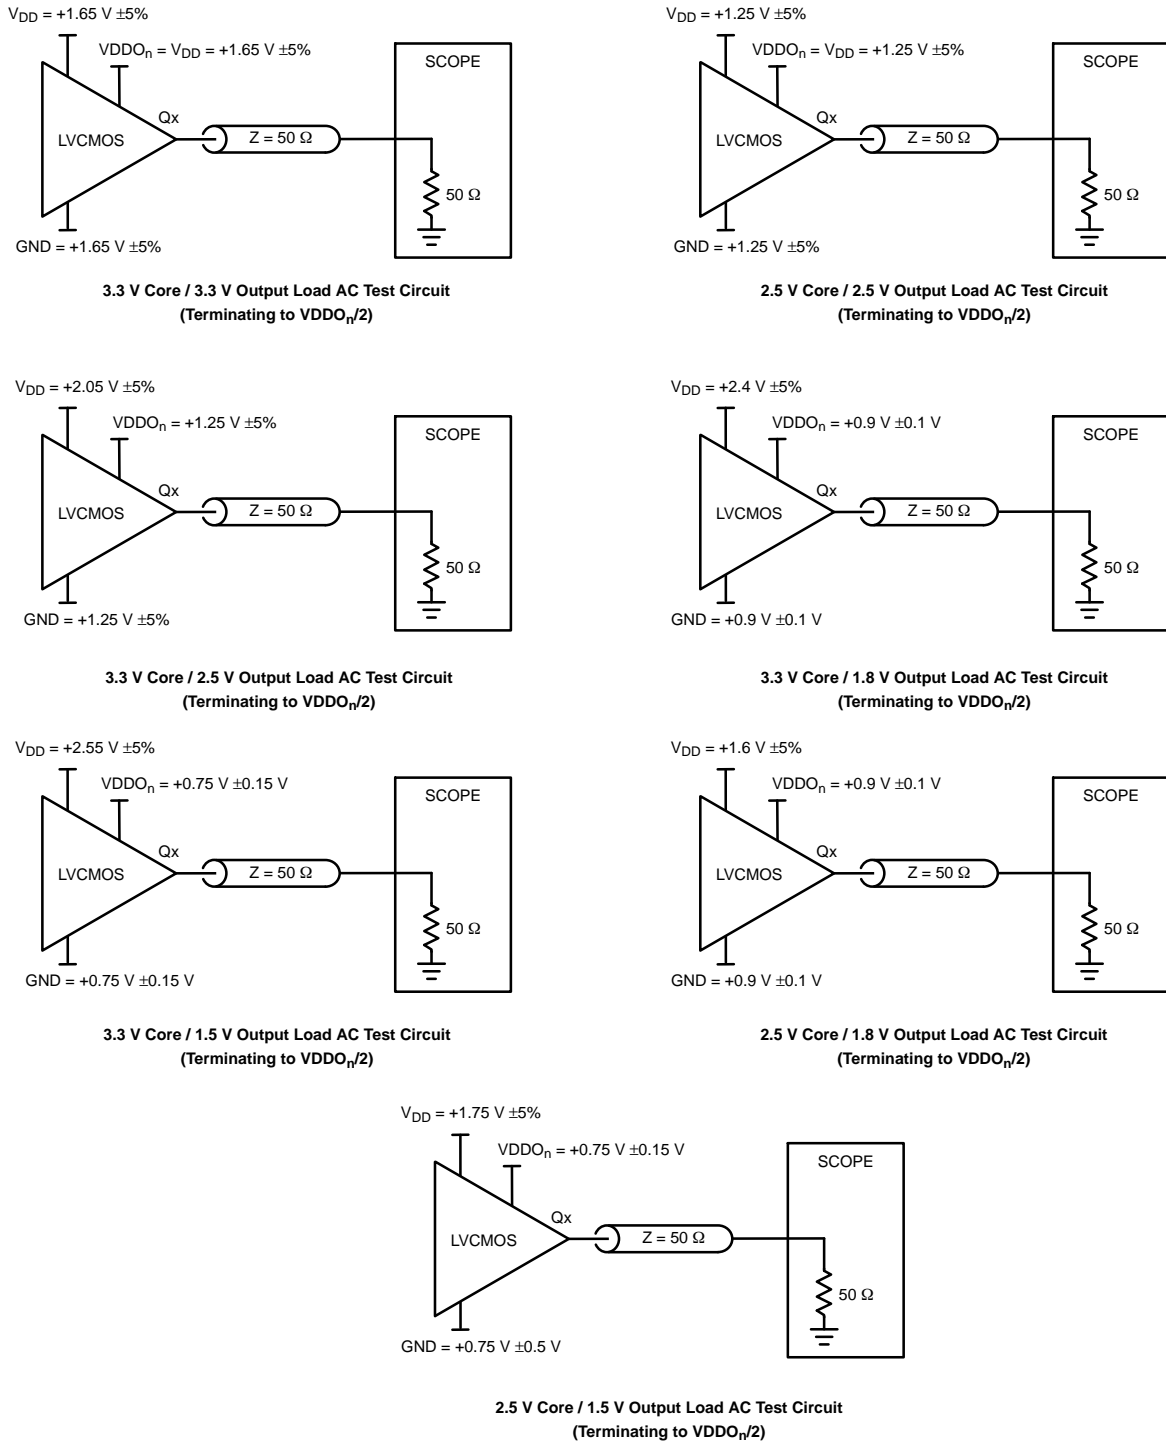 V_DD = +1.65 V ±5%
VDDO_n = V_DD = +1.65 V ±5%
SCOPE
Qx
LVCMOS
Z = 50 Ω
50 Ω
GND = +1.65 V ±5%
3.3 V Core / 3.3 V Output Load AC Test Circuit
(Terminating to VDDO_n/2)
V_DD = +1.25 V ±5%
VDDO_n = V_DD = +1.25 V ±5%
SCOPE
Qx
LVCMOS
Z = 50 Ω
50 Ω
GND = +1.25 V ±5%
2.5 V Core / 2.5 V Output Load AC Test Circuit
(Terminating to VDDO_n/2)
V_DD = +2.05 V ±5%
VDDO_n = +1.25 V ±5%
SCOPE
Qx
LVCMOS
Z = 50 Ω
50 Ω
GND = +1.25 V ±5%
3.3 V Core / 2.5 V Output Load AC Test Circuit
(Terminating to VDDO_n/2)
V_DD = +2.4 V ±5%
VDDO_n = +0.9 V ±0.1 V
SCOPE
Qx
LVCMOS
Z = 50 Ω
50 Ω
GND = +0.9 V ±0.1 V
3.3 V Core / 1.8 V Output Load AC Test Circuit
(Terminating to VDDO_n/2)
V_DD = +2.55 V ±5%
VDDO_n = +0.75 V ±0.15 V
SCOPE
Qx
LVCMOS
Z = 50 Ω
50 Ω
GND = +0.75 V ±0.15 V
3.3 V Core / 1.5 V Output Load AC Test Circuit
(Terminating to VDDO_n/2)
V_DD = +1.6 V ±5%
VDDO_n = +0.9 V ±0.1 V
SCOPE
Qx
LVCMOS
Z = 50 Ω
50 Ω
GND = +0.9 V ±0.1 V
2.5 V Core / 1.8 V Output Load AC Test Circuit
(Terminating to VDDO_n/2)
V_DD = +1.75 V ±5%
VDDO_n = +0.75 V ±0.15 V
SCOPE
Qx
LVCMOS
Z = 50 Ω
50 Ω
GND = +0.75 V ±0.5 V
2.5 V Core / 1.5 V Output Load AC Test Circuit
(Terminating to VDDO_n/2)